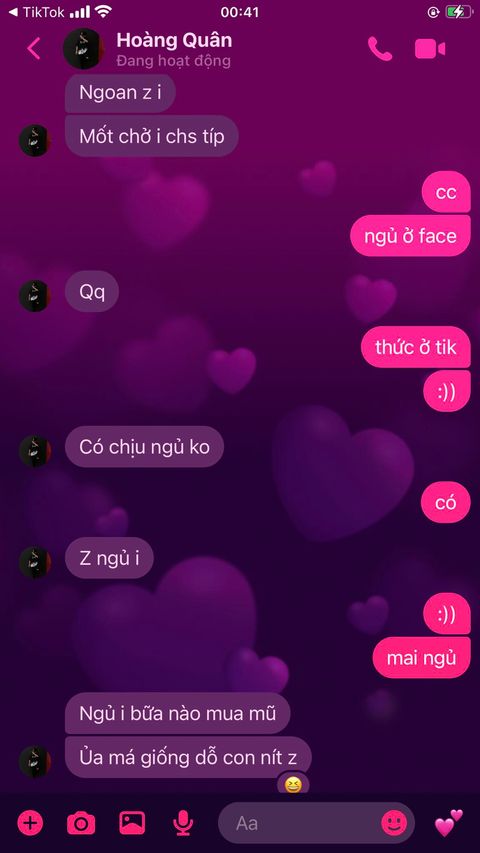 TikTok
00:41
Hoàng Quân
Đang hoạt động
Ngoan z i
Mốt chở i chs típ
cc
ngủ ở face
Qq
thức ở tik
:))
Có chịu ngủ ko
có
Z ngủ i
:))
mai ngủ
Ngủ i bữa nào mua mũ
Ủa má giống dỗ con nít z
Aa